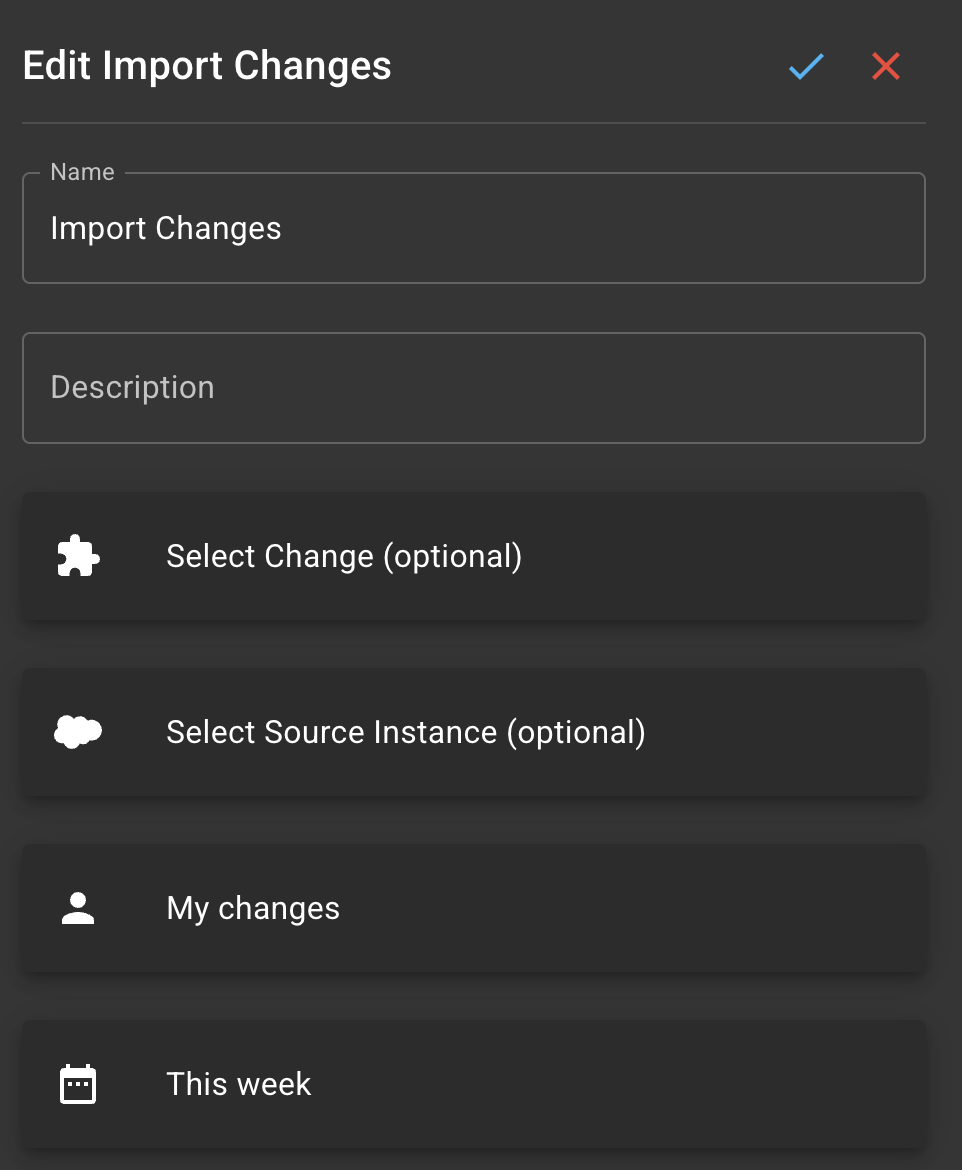 Edit Import Changes
Name
Import Changes
Description
Select Change (optional)
Select Source Instance (optional)
My changes
This week